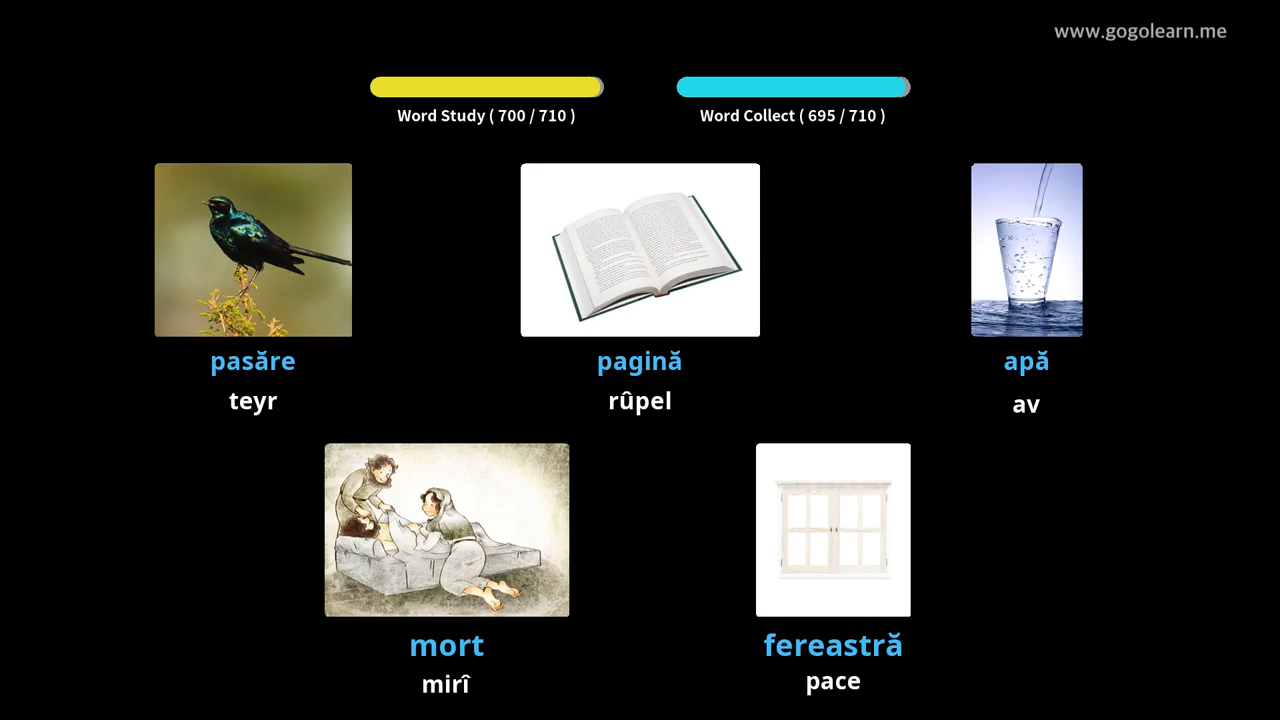 www.gogolearn.me
Word Study ( 700 / 710 )
Word Collect ( 695 / 710 )
pasăre
teyr
pagină
rûpel
apă
av
mort
mirî
fereastră
pace